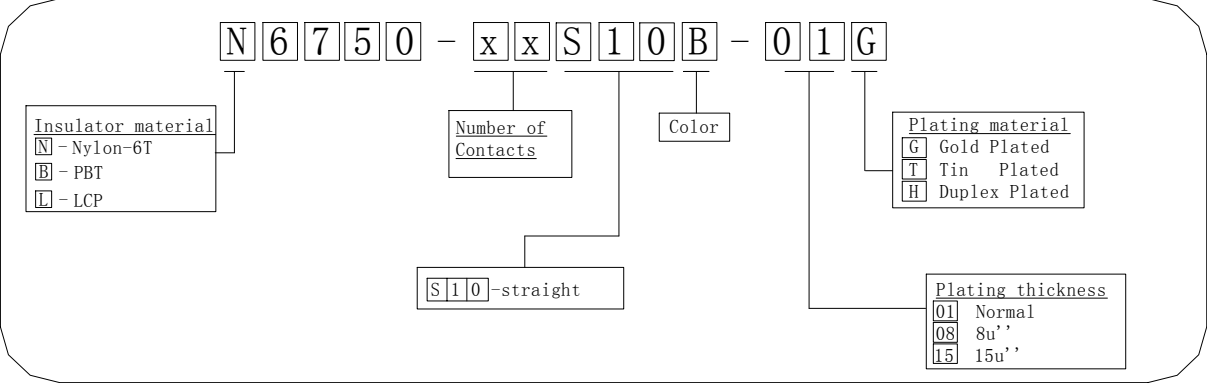 N6750-xxS10B-01G
Insulator material
N-Nylon-6T
B-PBT
L-LCP
Number of
Contacts
Color
Plating material
G Gold Plated
T Tin Plated
H Duplex Plated
S10-straight
Plating thickness
01 Normal
08 8u''
15 15u''